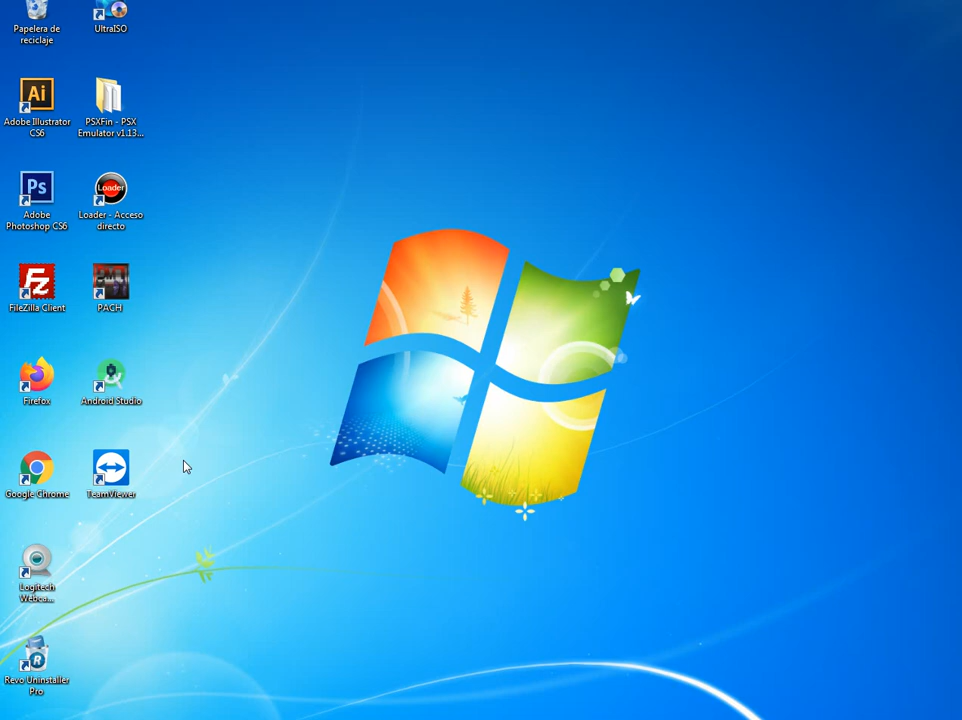 Papelera de
reciclaje
UltraISO
Ai
Adobe Illustrator
CS6
PSXFin - PSX
Emulator v1.13...
Ps
Adobe
Photoshop CS6
Loader
Loader - Acceso
directo
Fz
FileZilla Client
PACH
Firefox
Android Studio
Google Chrome
TeamViewer
Logitech
Webca...
R
Revo Uninstaller
Pro